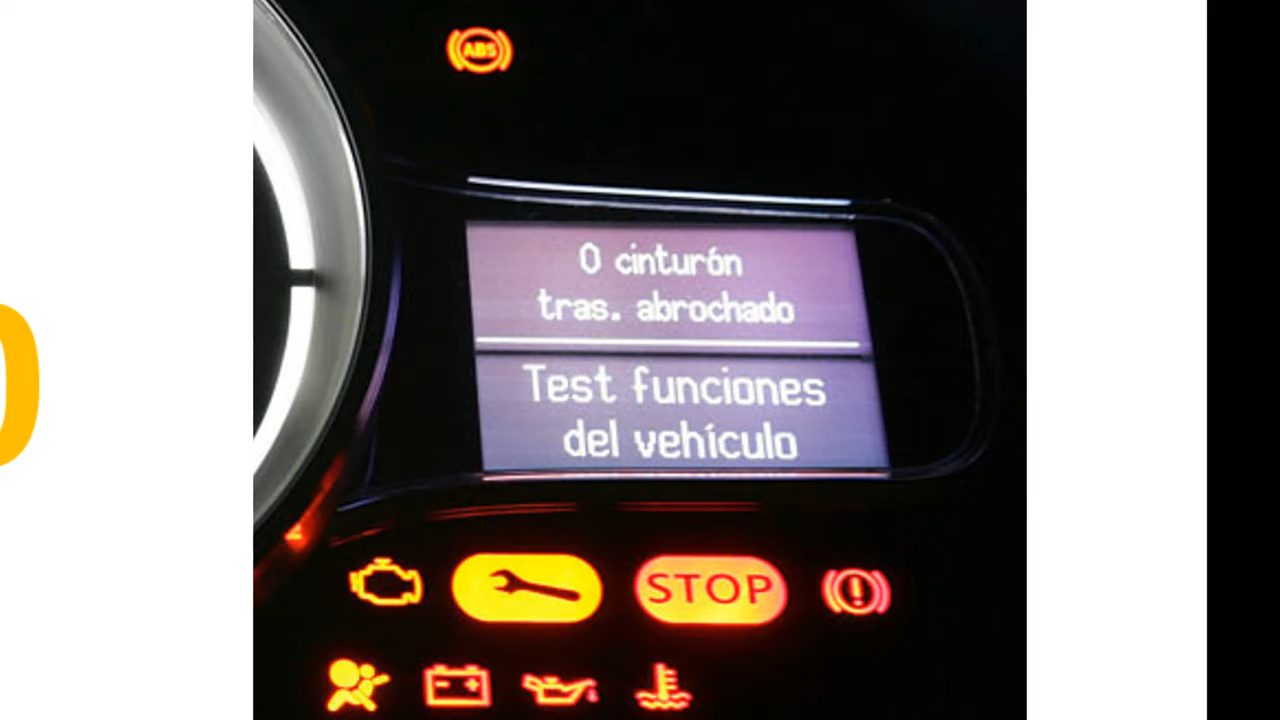 ABS
0 cinturón
tras. abrochado
Test funciones
del vehículo
STOP